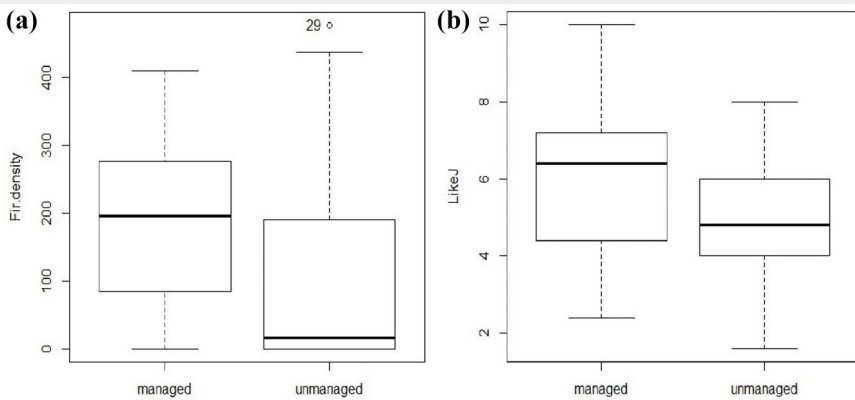 (a)
Fir.density
400
300
200
100
0
29
managed
unmanaged
(b)
LikeJ
10
8
6
4
2
managed
unmanaged